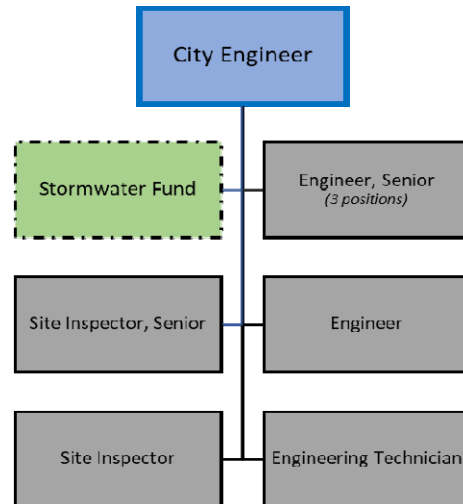 City Engineer
Stormwater Fund
Engineer, Senior
(3 positions)
Site Inspector, Senior
Engineer
Site Inspector
Engineering Technician